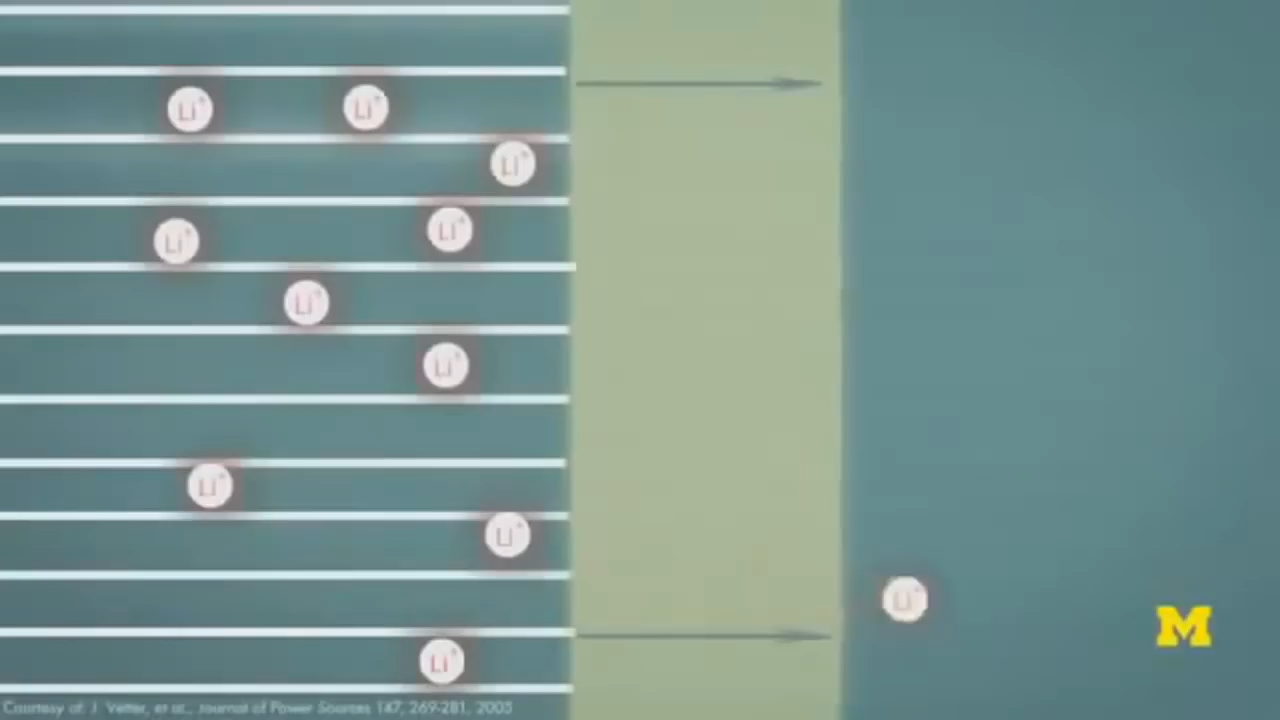 Li⁺ Li⁺
Li⁺
Li⁺ Li⁺
Li⁺
Li⁺
Li⁺
Li⁺
Li⁺
M
Li⁺
Courtesy of: J. Vetter, et al., Journal of Power Sources 147, 269-281, 2005